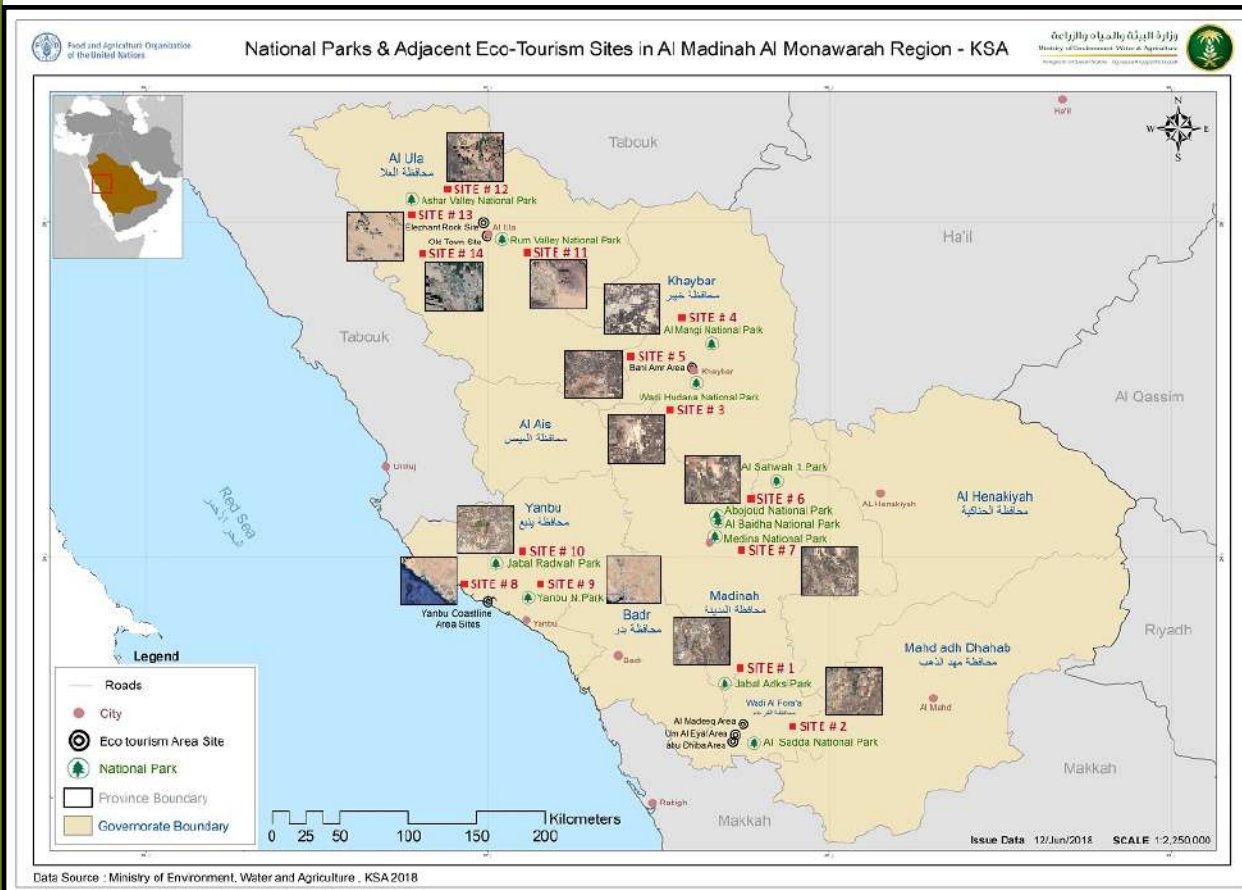 Food and Agriculture Organization
of the United Nations
National Parks & Adjacent Eco-Tourism Sites in Al Madinah Al Monawarah Region - KSA
وزارة البيئة والمياه والزراعة
Ministry of Environment Water & Agriculture
N
W
E
S
Ha'il
Tabouk
Al Ula
محافظة العلا
SITE # 12
Ashar Valley National Park
SITE # 13
Elephant Rock Site
Al Ula
Old Town Site
Rum Valley National Park
SITE # 14
SITE # 11
Ha'il
Khaybar
محافظة خيبر
SITE # 4
Al Mangi National Park
Tabouk
SITE # 5
Bani Amr Area
Khaybar
Wadi Hudana National Park
SITE # 3
Al Qassim
Al Ais
محافظة العيص
Umluj
Al Sahwah 1 Park
SITE # 6
AL Henakiyah
Al Henakiyah
محافظة الحناكية
Red Sea
البحر الأحمر
Yanbu
محافظة ينبع
Abojoud National Park
Al Baidha National Park
Medina National Park
SITE # 10
SITE # 7
Jabal Radwah Park
SITE # 8
SITE # 9
Yanbu N.Park
Yanbu Coastline
Area Sites
Yanbu
Madinah
محافظة المدينة
Badr
محافظة بدر
Badr
Riyadh
Mahd adh Dhahab
محافظة مهد الذهب
SITE # 1
Jabal Adks Park
Al Mahd
Wadi Al Fora'a
SITE # 2
Al Madeeq Area
Um Al Eyal Area
abu Dhiba Area
Al Sadda National Park
Makkah
Rabigh
Makkah
Legend
Roads
City
Eco tourism Area Site
National Park
Province Boundary
Governorate Boundary
Kilometers
0 25 50 100 150 200
Issue Data 12/Jun/2018 SCALE 1:2,250,000
Data Source : Ministry of Environment, Water and Agriculture , KSA 2018